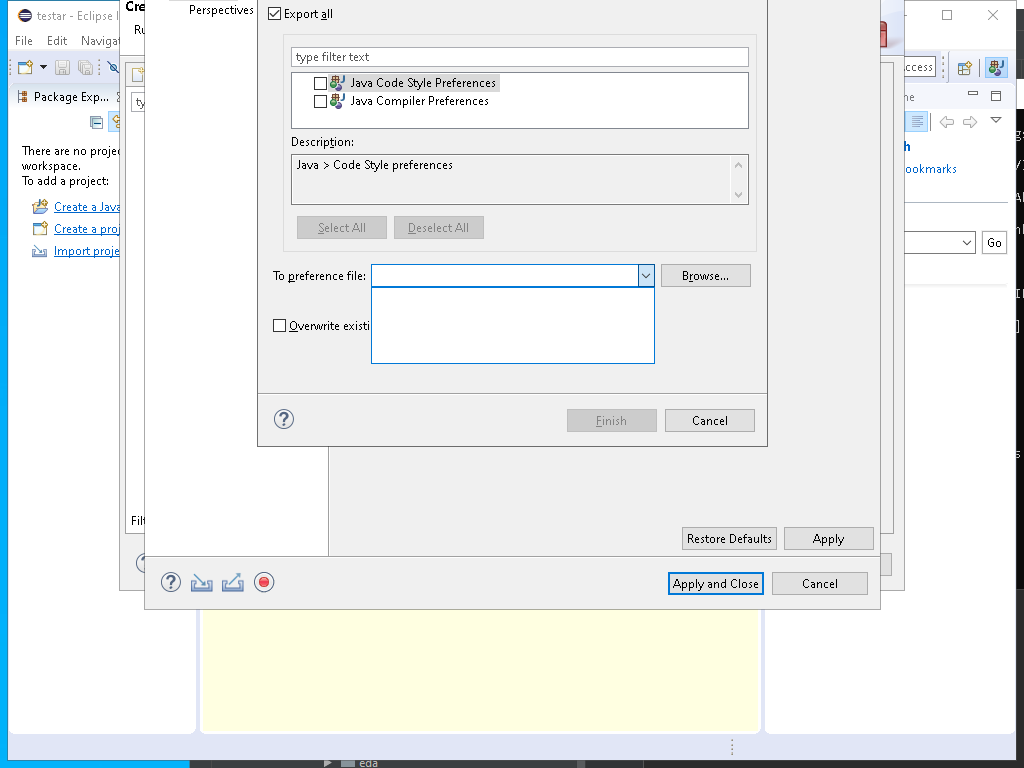 testar - Eclipse I
File Edit Navigat
Cre
Ru
Perspectives
Export all
type filter text
Java Code Style Preferences
Java Compiler Preferences
Description:
Java > Code Style preferences
Select All Deselect All
To preference file: Browse...
Overwrite existi
Finish Cancel
Package Exp...
ty
There are no projec
workspace.
To add a project:
Create a Java
Create a proj
Import proje
ccess
ne
h
ookmarks
Go
Filt
Restore Defaults Apply
Apply and Close Cancel
eda